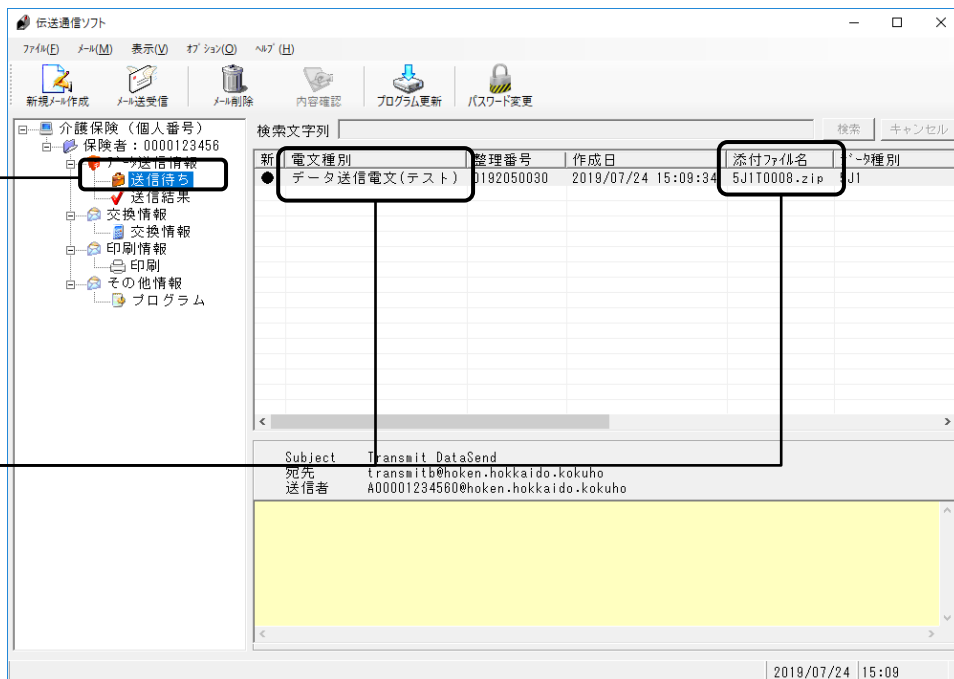 伝送通信ソフト
ファイル(F) メール(M) 表示(V) オプション(O) ヘルプ(H)
新規メール作成 メール送受信 メール削除 内容確認 プログラム更新 パスワード変更
介護保険(個人番号)
保険者:0000123456
データ送信情報
送信待ち
送信結果
交換情報
交換情報
印刷情報
印刷
その他情報
プログラム
検索文字列 検索 キャンセル
新 電文種別 整理番号 作成日 添付ファイル名 データ種別
● データ送信電文(テスト) 0192050030 2019/07/24 15:09:34 5J1T0008.zip 5J1
Subject Transmit DataSend
宛先 transmitb@hoken.hokkaido.kokuho
送信者 A00001234560@hoken.hokkaido.kokuho
2019/07/24 15:09